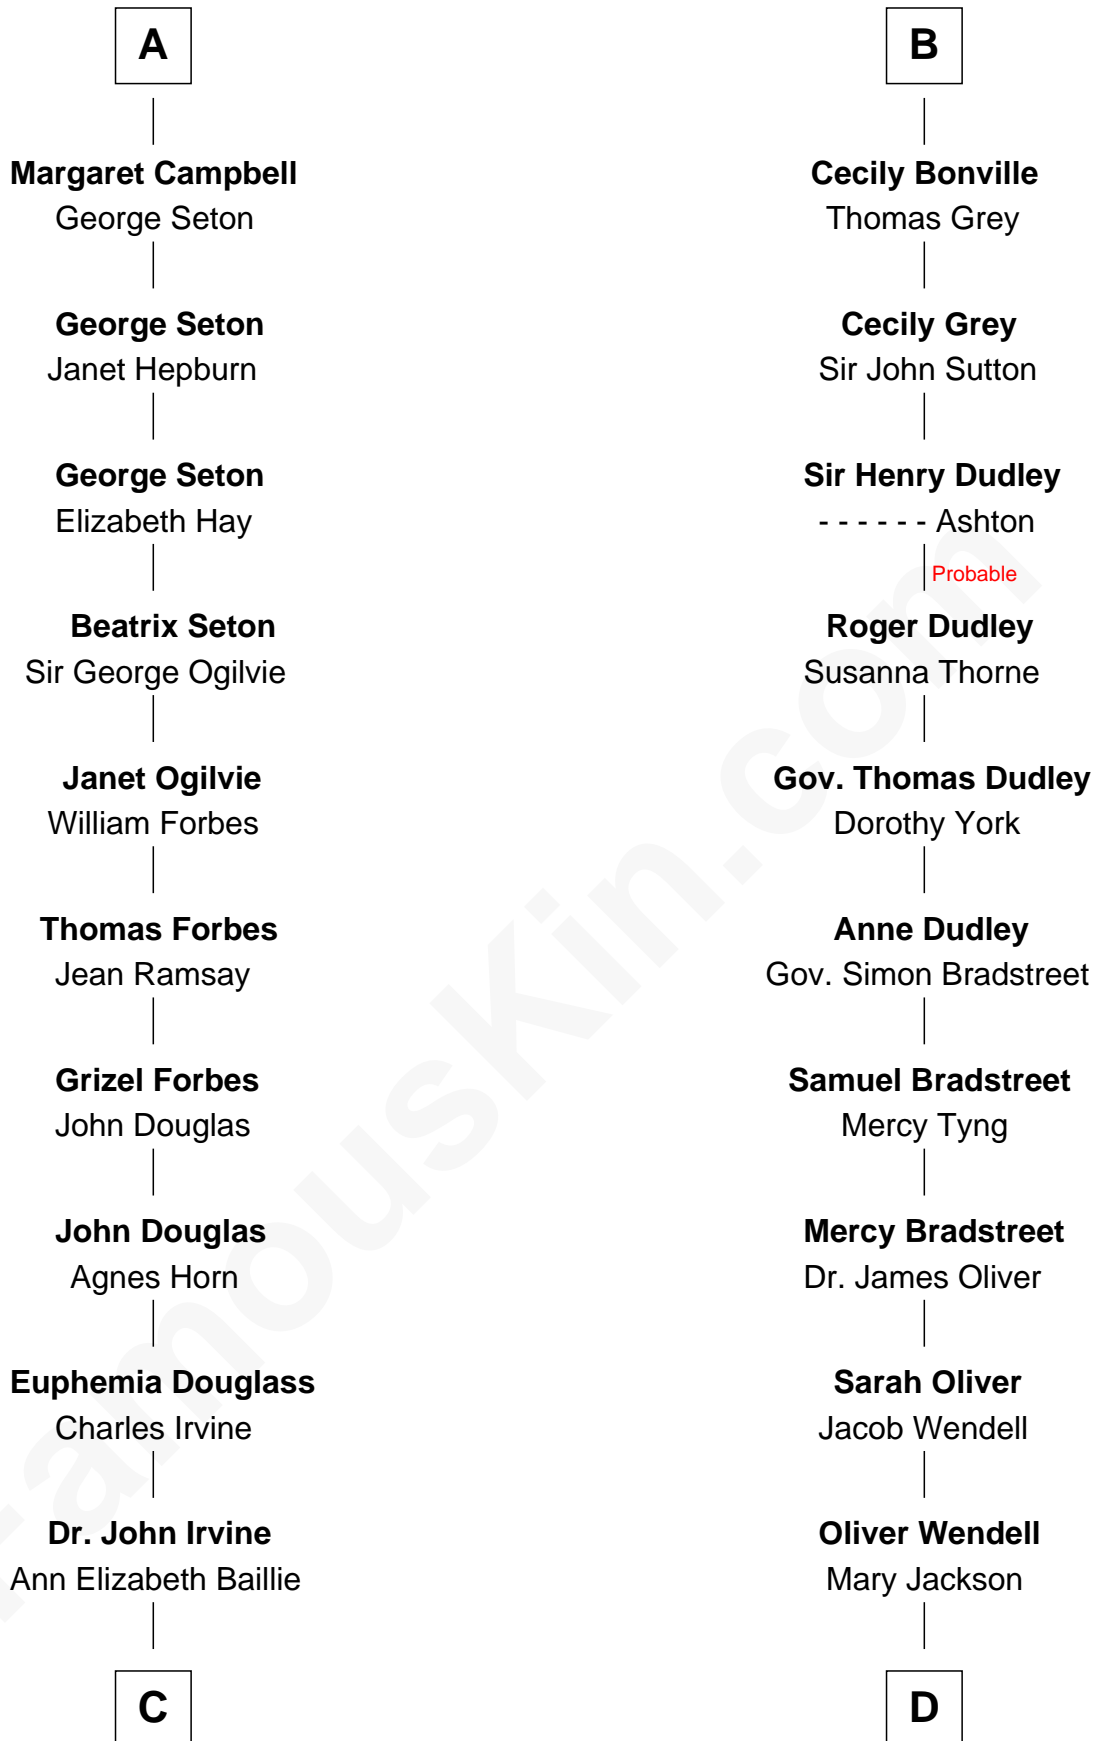 A
Margaret Campbell
George Seton
George Seton
Janet Hepburn
George Seton
Elizabeth Hay
Beatrix Seton
Sir George Ogilvie
Janet Ogilvie
William Forbes
Thomas Forbes
Jean Ramsay
Grizel Forbes
John Douglas
John Douglas
Agnes Horn
Euphemia Douglass
Charles Irvine
Dr. John Irvine
Ann Elizabeth Baillie
C
B
Cecily Bonville
Thomas Grey
Cecily Grey
Sir John Sutton
Sir Henry Dudley
- - - - - - Ashton
Probable
Roger Dudley
Susanna Thorne
Gov. Thomas Dudley
Dorothy York
Anne Dudley
Gov. Simon Bradstreet
Samuel Bradstreet
Mercy Tyng
Mercy Bradstreet
Dr. James Oliver
Sarah Oliver
Jacob Wendell
Oliver Wendell
Mary Jackson
D
FamousKin.com